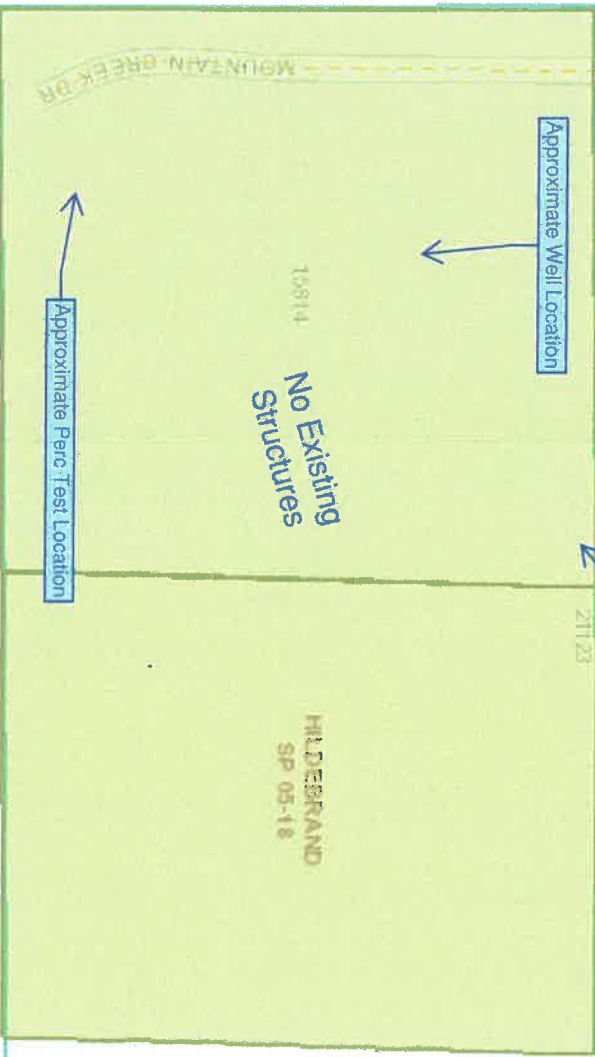 MOUNTAIN CREEK DR
Approximate Well Location
15814
No Existing
Structures
Approximate Perc Test Location
21123
HILDEBRAND
SP 05-18